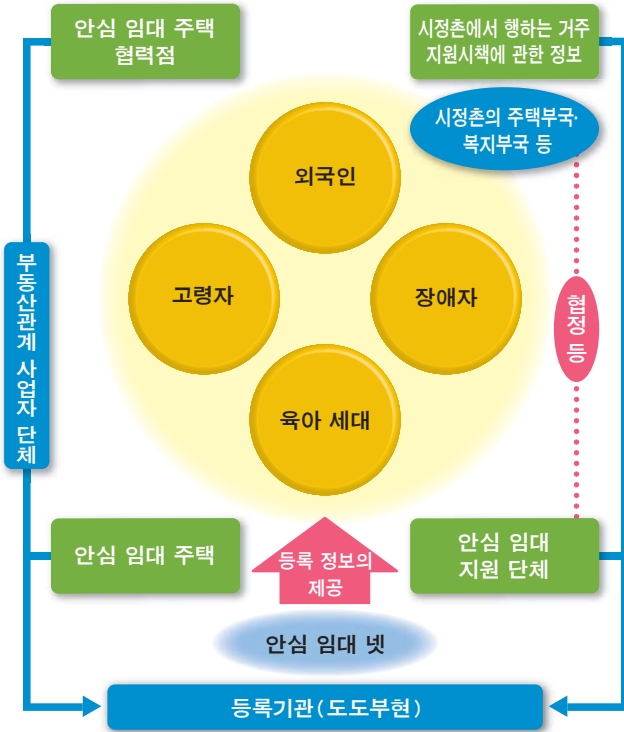 안심 임대 주택
협력점
시정촌에서 행하는 거주
지원시책에 관한 정보
시정촌의 주택부국·
복지부국 등
외국인
고령자
장애자
육아 세대
부동산관계 사업자 단체
협정 등
안심 임대 주택
등록 정보의
제공
안심 임대
지원 단체
안심 임대 넷
등록기관(도도부현)